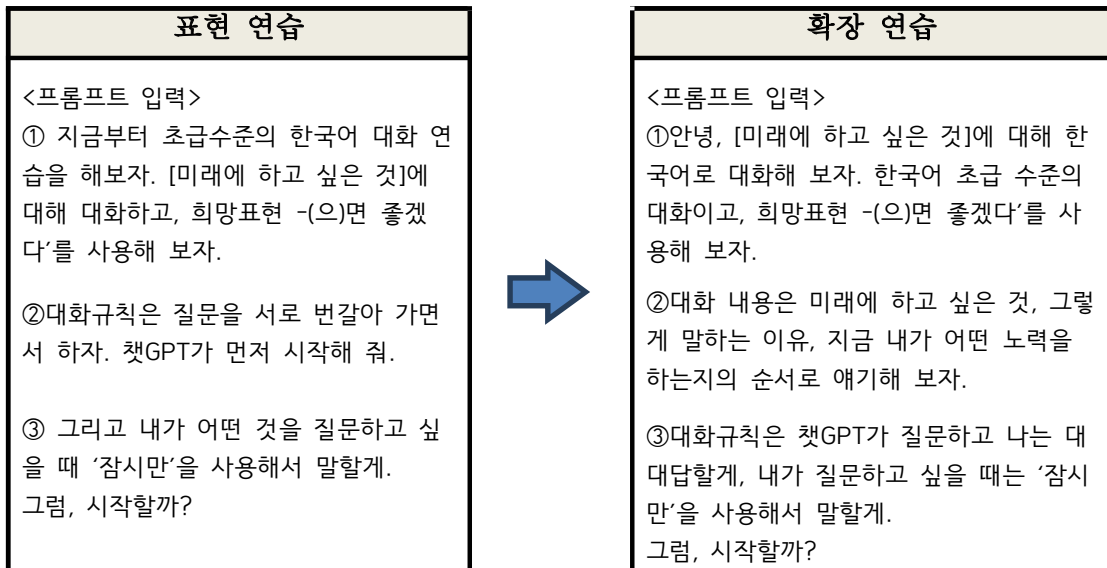 표현 연습
<프롬프트 입력>
① 지금부터 초급수준의 한국어 대화 연
습을 해보자. [미래에 하고 싶은 것]에
대해 대화하고, 희망표현 -(으)면 좋겠
다’를 사용해 보자.
②대화규칙은 질문을 서로 번갈아 가면
서 하자. 챗GPT가 먼저 시작해 줘.
③ 그리고 내가 어떤 것을 질문하고 싶
을 때 ‘잠시만’을 사용해서 말할게.
그럼, 시작할까?
확장 연습
<프롬프트 입력>
①안녕, [미래에 하고 싶은 것]에 대해 한
국어로 대화해 보자. 한국어 초급 수준의
대화이고, 희망표현 -(으)면 좋겠다’를 사
용해 보자.
②대화 내용은 미래에 하고 싶은 것, 그렇
게 말하는 이유, 지금 내가 어떤 노력을
하는지의 순서로 얘기해 보자.
③대화규칙은 챗GPT가 질문하고 나는 대
대답할게, 내가 질문하고 싶을 때는 ‘잠시
만’을 사용해서 말할게.
그럼, 시작할까?